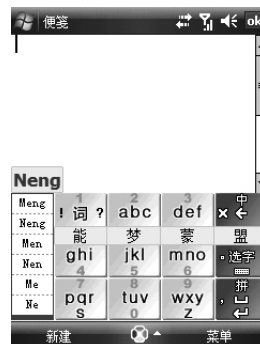 便笺 ok
Neng
Meng
Neng
Men
Nen
Me
Ne
1 2 3 中
! 词 ? abc def × ←
能 梦 蒙 盟
ghi jkl mno 。选字
4 5 6
7 8 9 拼
pqrs tuv wxyz ,
0
新建 菜单